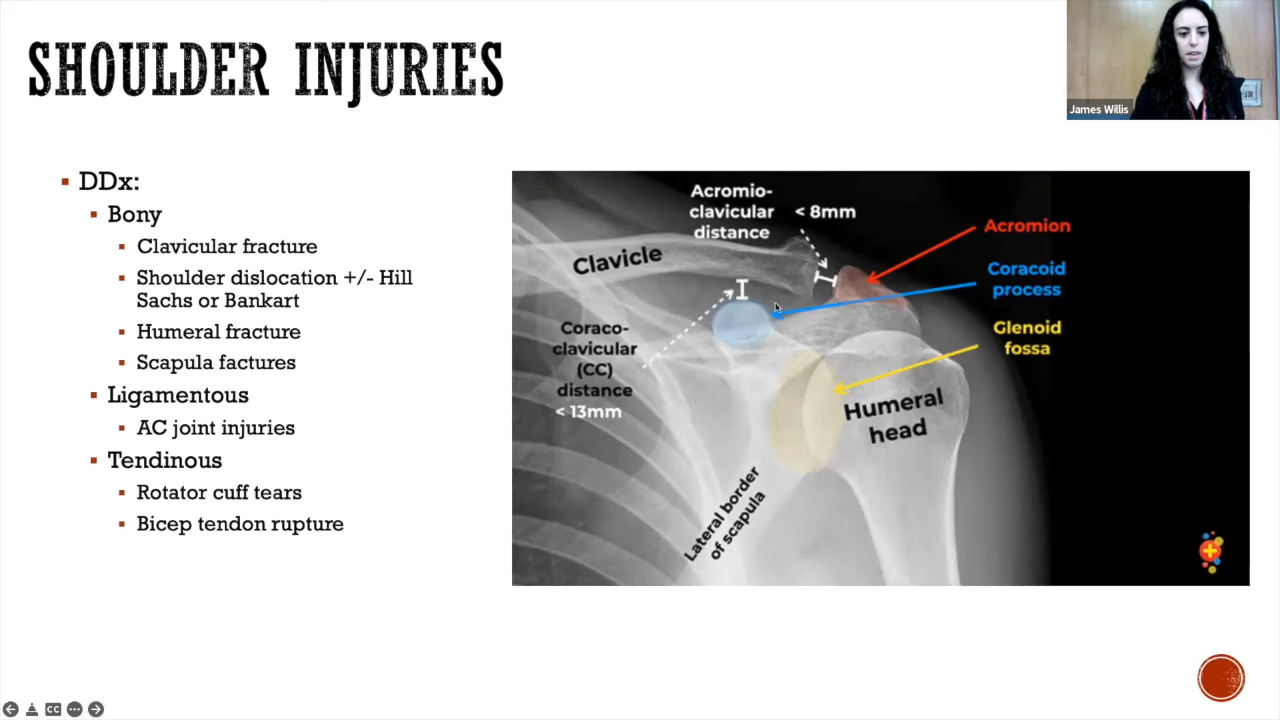 SHOULDER INJURIES
James Willis
DDx:
Bony
Clavicular fracture
Shoulder dislocation +/- Hill
Sachs or Bankart
Humeral fracture
Scapula factures
Ligamentous
AC joint injuries
Tendinous
Rotator cuff tears
Bicep tendon rupture
Acromio-
clavicular
distance
< 8mm
Acromion
Clavicle
Coracoid
process
Coraco-
clavicular
(CC)
distance
< 13mm
Glenoid
fossa
Humeral
head
Lateral border
of scapula
CC